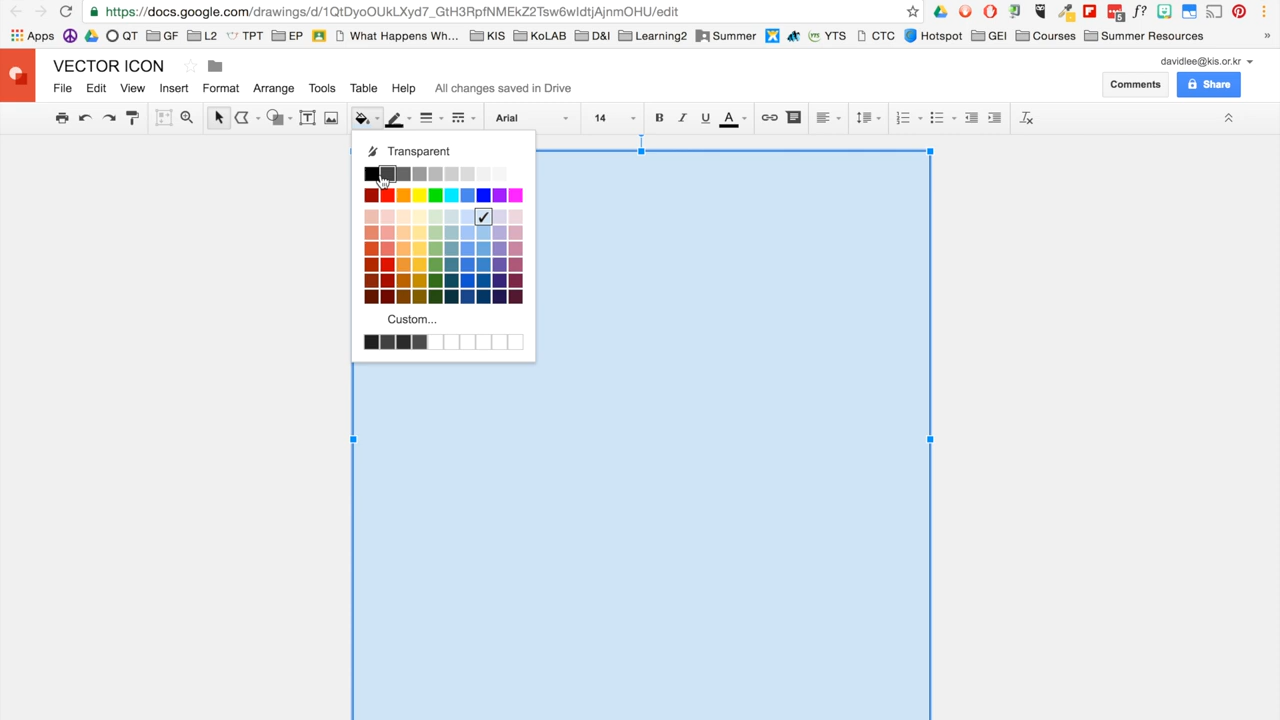 https://docs.google.com/drawings/d/1QtDyoOUkLXyd7_GtH3RpfNMEkZ2Tsw6wIdtjAjnmOHU/edit
Apps QT GF L2 TPT EP What Happens Wh... KIS KoLAB D&I Learning2 Summer YTS CTC Hotspot GEI Courses Summer Resources »
VECTOR ICON
davidlee@kis.or.kr
File Edit View Insert Format Arrange Tools Table Help All changes saved in Drive
Comments Share
Arial 14 B I U A
Transparent
Custom...